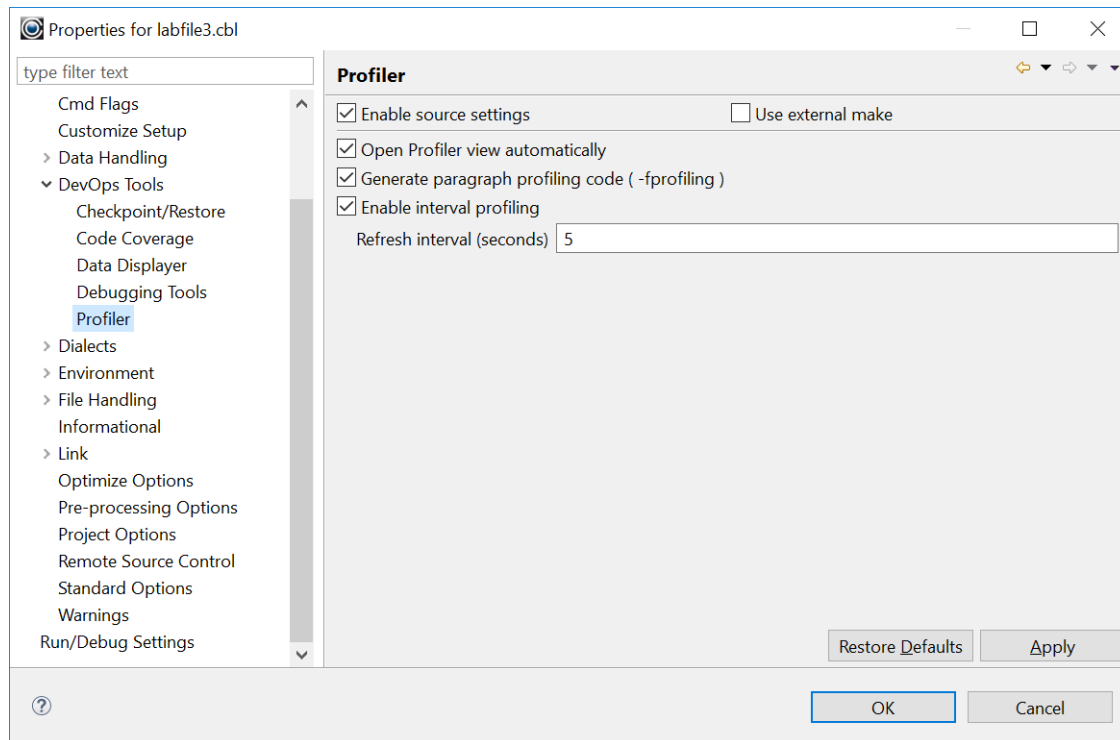 Properties for labfile3.cbl
type filter text
Cmd Flags
Customize Setup
Data Handling
DevOps Tools
Checkpoint/Restore
Code Coverage
Data Displayer
Debugging Tools
Profiler
Dialects
Environment
File Handling
Informational
Link
Optimize Options
Pre-processing Options
Project Options
Remote Source Control
Standard Options
Warnings
Run/Debug Settings
Profiler
Enable source settings
Use external make
Open Profiler view automatically
Generate paragraph profiling code ( -fprofiling )
Enable interval profiling
Refresh interval (seconds) 5
Restore Defaults
Apply
?
OK
Cancel